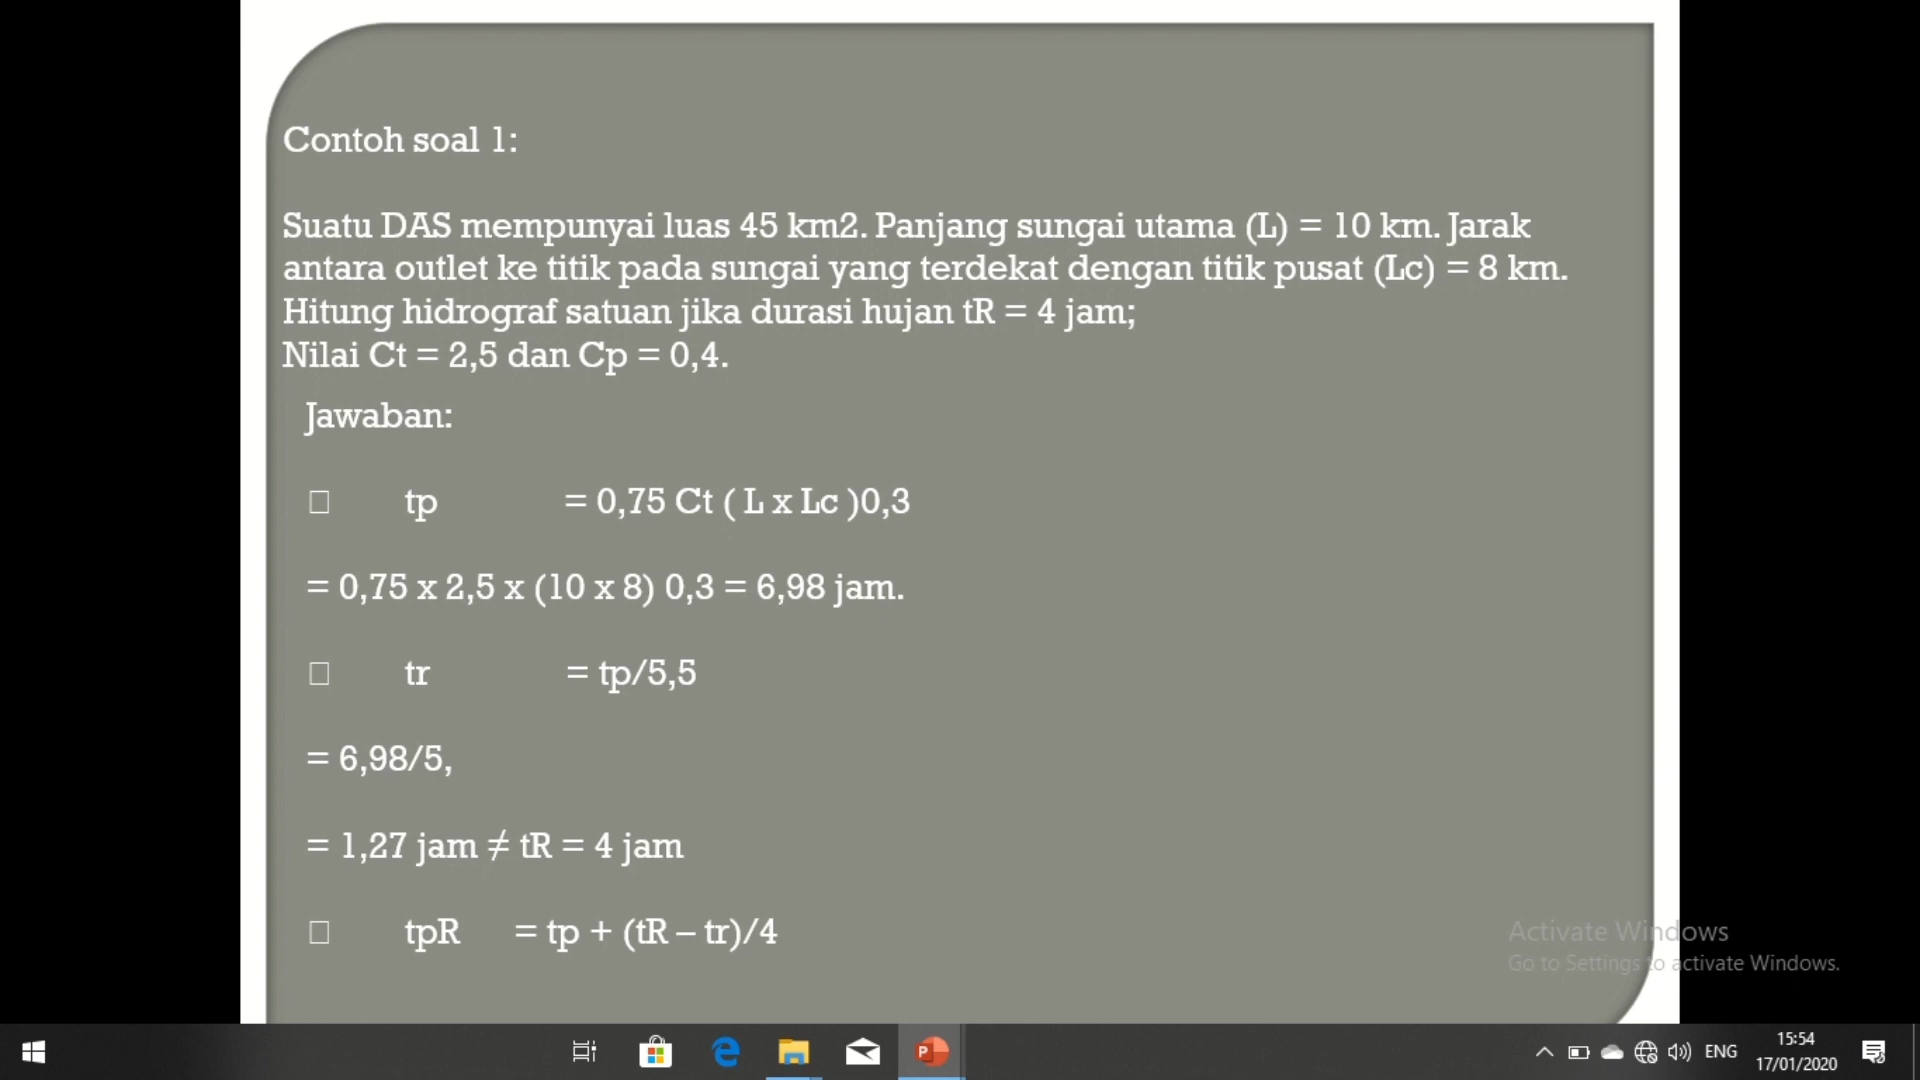 Contoh soal 1:
Suatu DAS mempunyai luas 45 km2. Panjang sungai utama (L) = 10 km. Jarak
antara outlet ke titik pada sungai yang terdekat dengan titik pusat (Lc) = 8 km.
Hitung hidrograf satuan jika durasi hujan tR = 4 jam;
Nilai Ct = 2,5 dan Cp = 0,4.
Jawaban:
tp = 0,75 Ct ( L x Lc )0,3
= 0,75 x 2,5 x (10 x 8) 0,3 = 6,98 jam.
tr = tp/5,5
= 6,98/5,
= 1,27 jam ≠ tR = 4 jam
tpR = tp + (tR – tr)/4
Activate Windows
Go to Settings to activate Windows.
ENG
15:54
17/01/2020